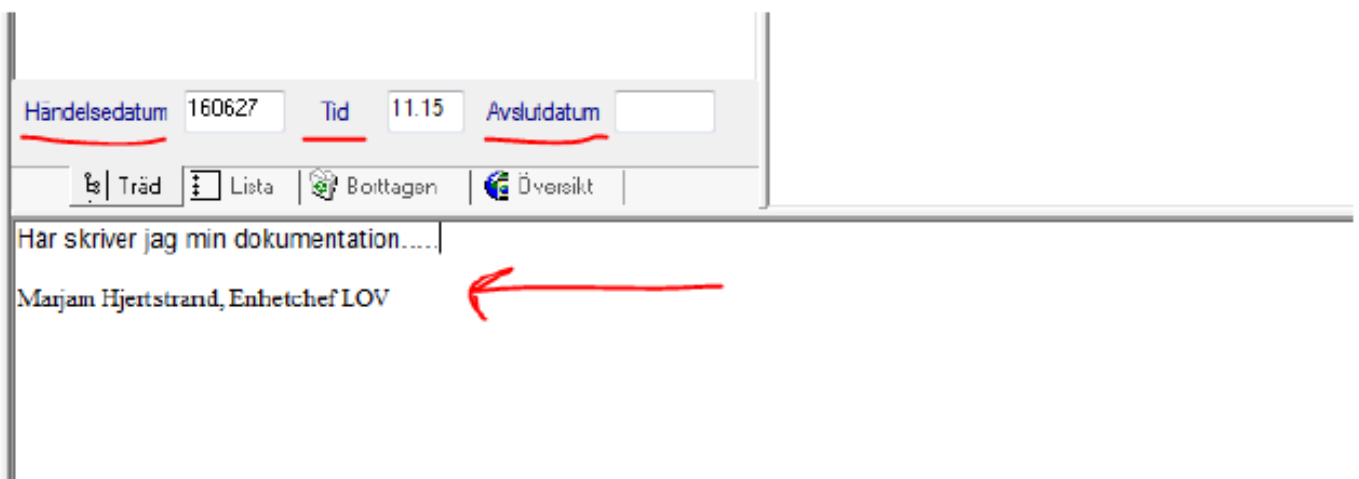 Händelsedatum 160627 Tid 11.15 Avslutdatum
Träd Lista Borttagen Översikt
Här skriver jag min dokumentation.....
Marjam Hjertstrand, Enhetchef LOV